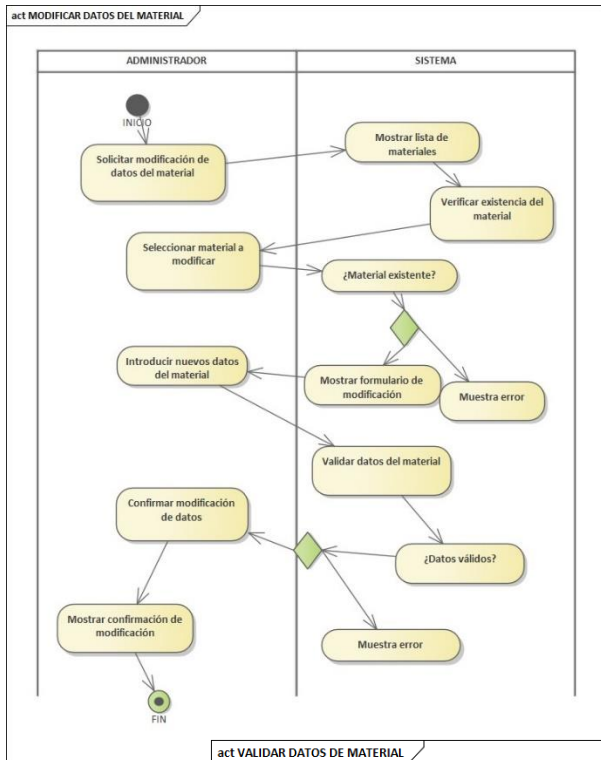 act MODIFICAR DATOS DEL MATERIAL
ADMINISTRADOR
SISTEMA
INICIO
Solicitar modificación de
datos del material
Mostrar lista de
materiales
Verificar existencia del
material
Seleccionar material a
modificar
¿Material existente?
Introducir nuevos datos
del material
Mostrar formulario de
modificación
Muestra error
Validar datos del material
Confirmar modificación
de datos
¿Datos válidos?
Mostrar confirmación de
modificación
Muestra error
FIN
act VALIDAR DATOS DE MATERIAL